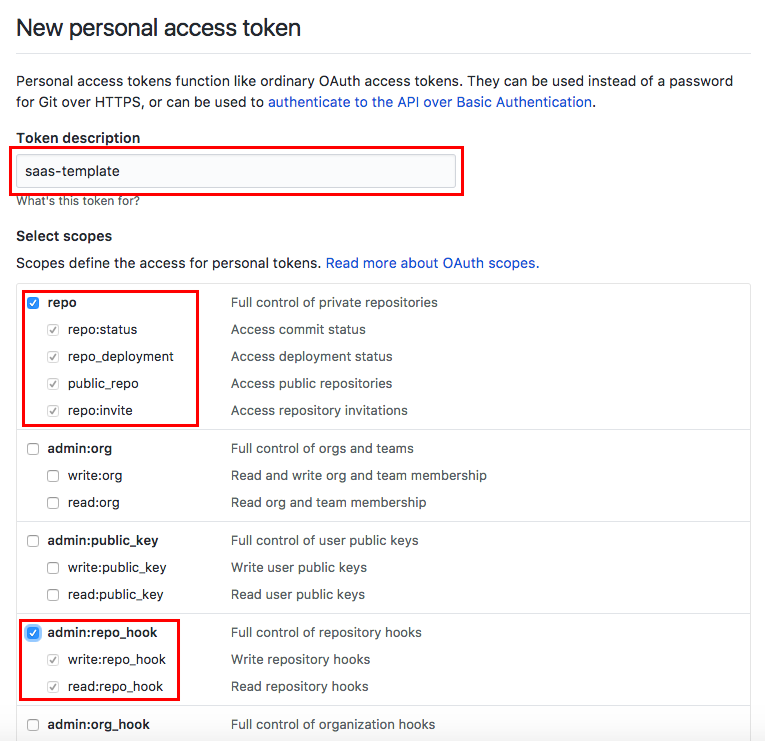 New personal access token
Personal access tokens function like ordinary OAuth access tokens. They can be used instead of a password
for Git over HTTPS, or can be used to authenticate to the API over Basic Authentication.
Token description
saas-template
What's this token for?
Select scopes
Scopes define the access for personal tokens. Read more about OAuth scopes.
repo Full control of private repositories
repo:status Access commit status
repo_deployment Access deployment status
public_repo Access public repositories
repo:invite Access repository invitations
admin:org Full control of orgs and teams
write:org Read and write org and team membership
read:org Read org and team membership
admin:public_key Full control of user public keys
write:public_key Write user public keys
read:public_key Read user public keys
admin:repo_hook Full control of repository hooks
write:repo_hook Write repository hooks
read:repo_hook Read repository hooks
admin:org_hook Full control of organization hooks